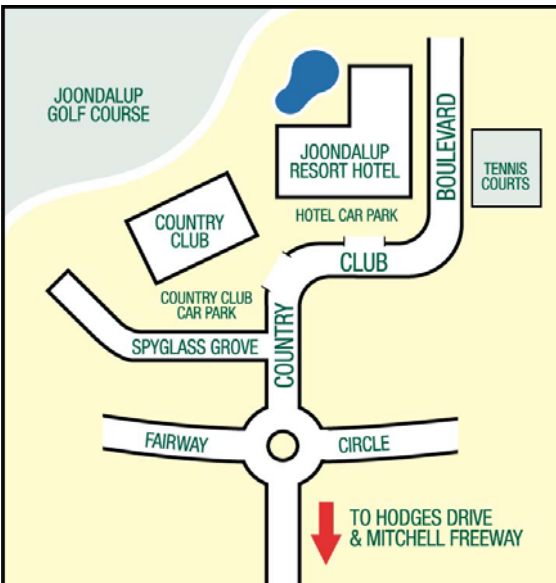 JOONDALUP
GOLF COURSE
JOONDALUP
RESORT HOTEL
BOULEVARD
TENNIS
COURTS
COUNTRY
CLUB
HOTEL CAR PARK
CLUB
COUNTRY CLUB
CAR PARK
COUNTRY
SPYGLASS GROVE
FAIRWAY
CIRCLE
TO HODGES DRIVE
& MITCHELL FREEWAY